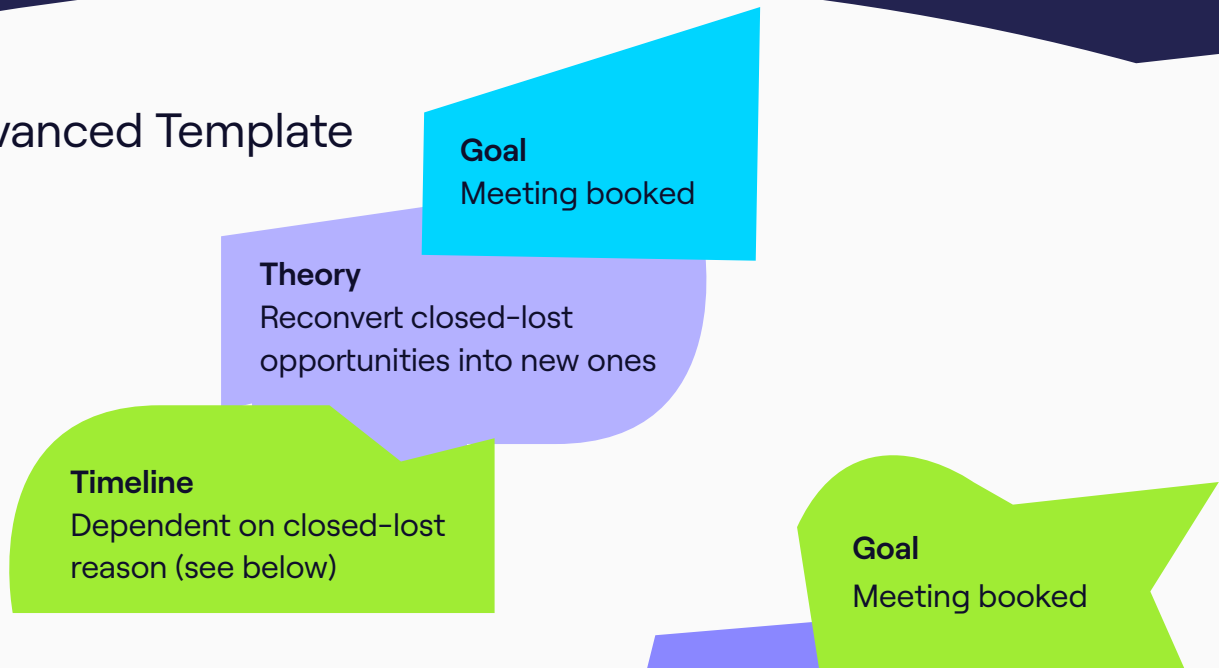 vanced Template
Goal
Meeting booked
Theory
Reconvert closed-lost
opportunities into new ones
Timeline
Dependent on closed-lost
reason (see below)
Goal
Meeting booked